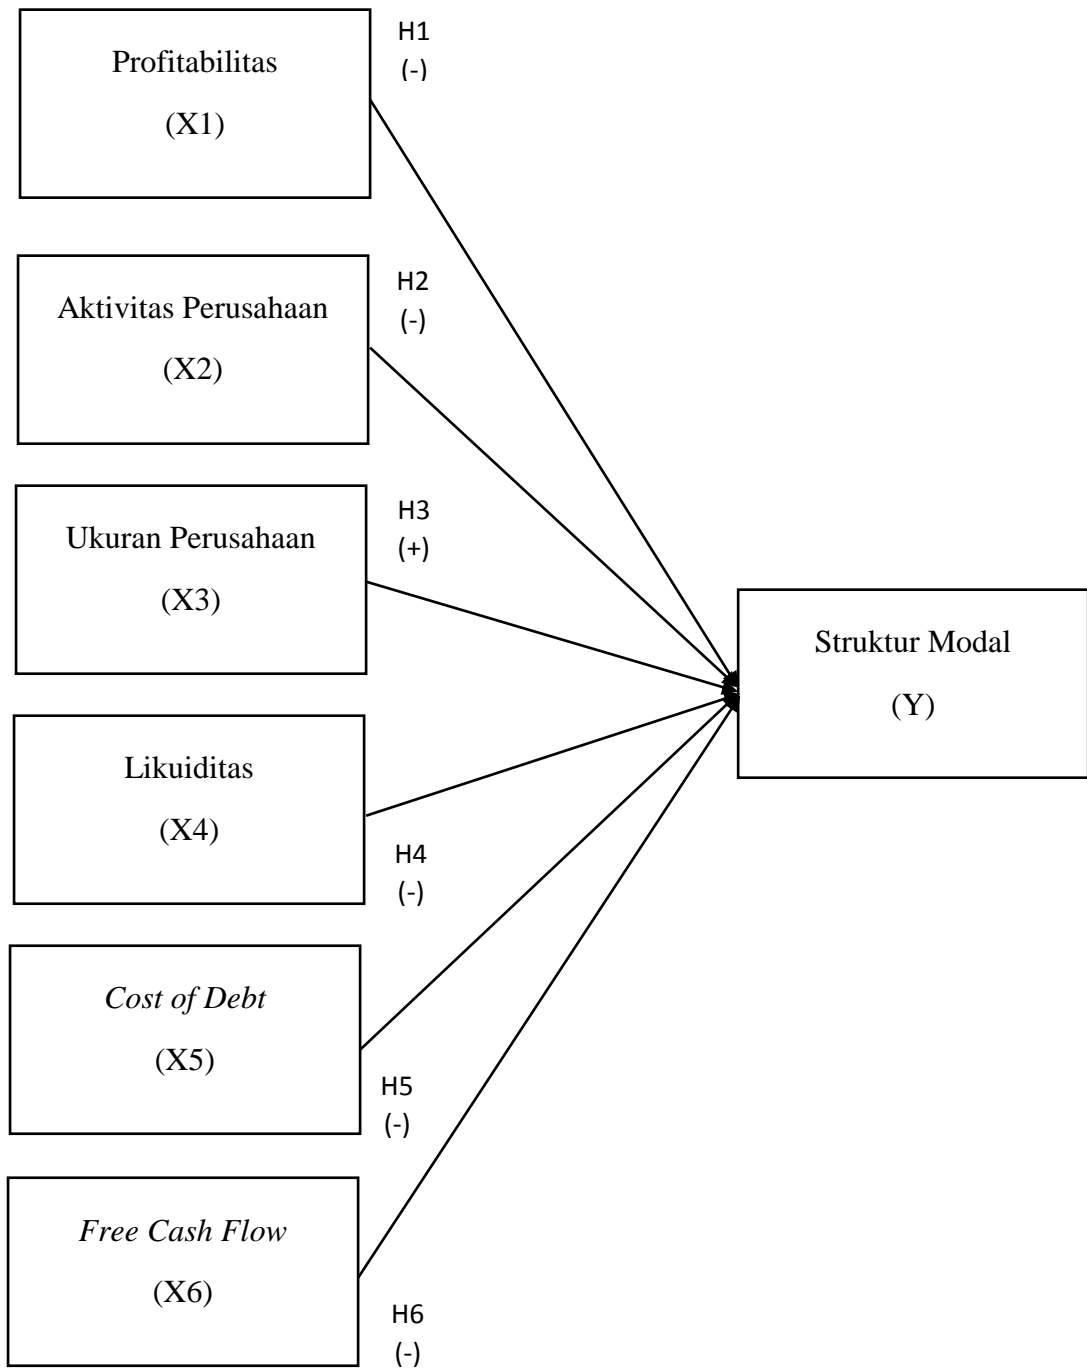 Profitabilitas
(X1)
H1
(-)
Aktivitas Perusahaan
(X2)
H2
(-)
Ukuran Perusahaan
(X3)
H3
(+)
Struktur Modal
(Y)
Likuiditas
(X4)
H4
(-)
Cost of Debt
(X5)
H5
(-)
Free Cash Flow
(X6)
H6
(-)